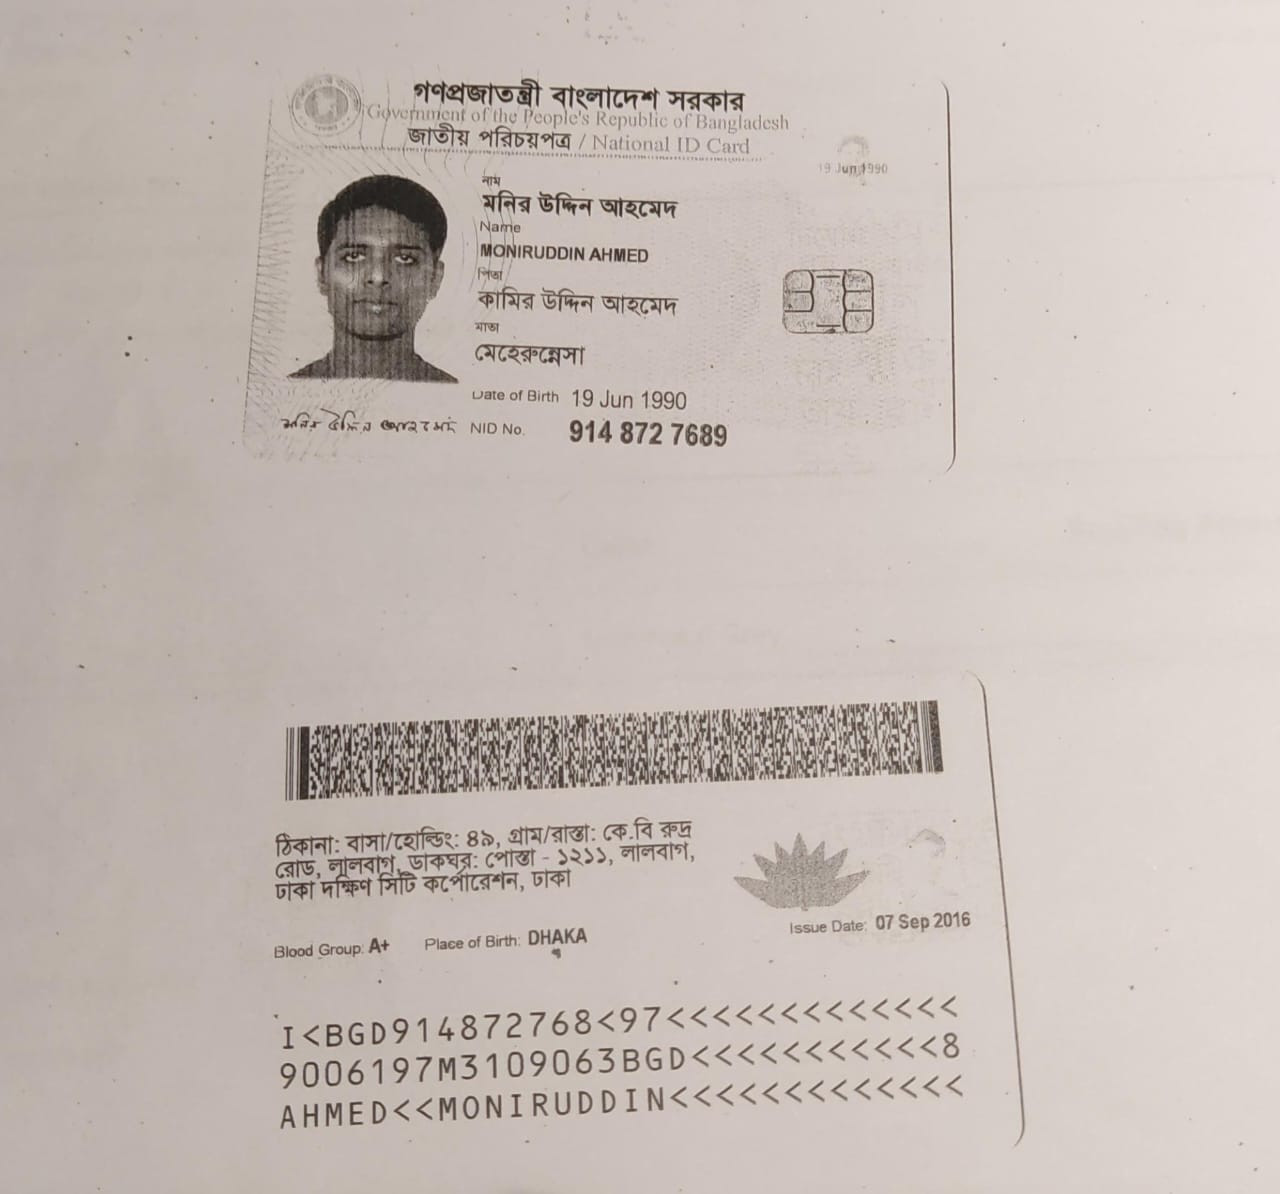 গণপ্রজাতন্ত্রী বাংলাদেশ সরকার
Government of the People's Republic of Bangladesh
জাতীয় পরিচয়পত্র / National ID Card
19 Jun 1990
নাম
মনির উদ্দিন আহমেদ
Name
MONIRUDDIN AHMED
পিতা
কামির উদ্দিন আহমেদ
মাতা
মেহেরুন্নেসা
Date of Birth 19 Jun 1990
মনির উদ্দিন আহমেদ NID No. 914 872 7689
ঠিকানা: বাসা/হোল্ডিং: ৪৯, গ্রাম/রাস্তা: কে.বি রুদ্র
রোড, লালবাগ, ডাকঘর: পোস্তা - ১২১১, লালবাগ,
ঢাকা দক্ষিণ সিটি কর্পোরেশন, ঢাকা
Blood Group: A+ Place of Birth: DHAKA Issue Date: 07 Sep 2016
I<BGD914872768<97<<<<<<<<<<<<<
9006197M3109063BGD<<<<<<<<<<<8
AHMED<<MONIRUDDIN<<<<<<<<<<<<<